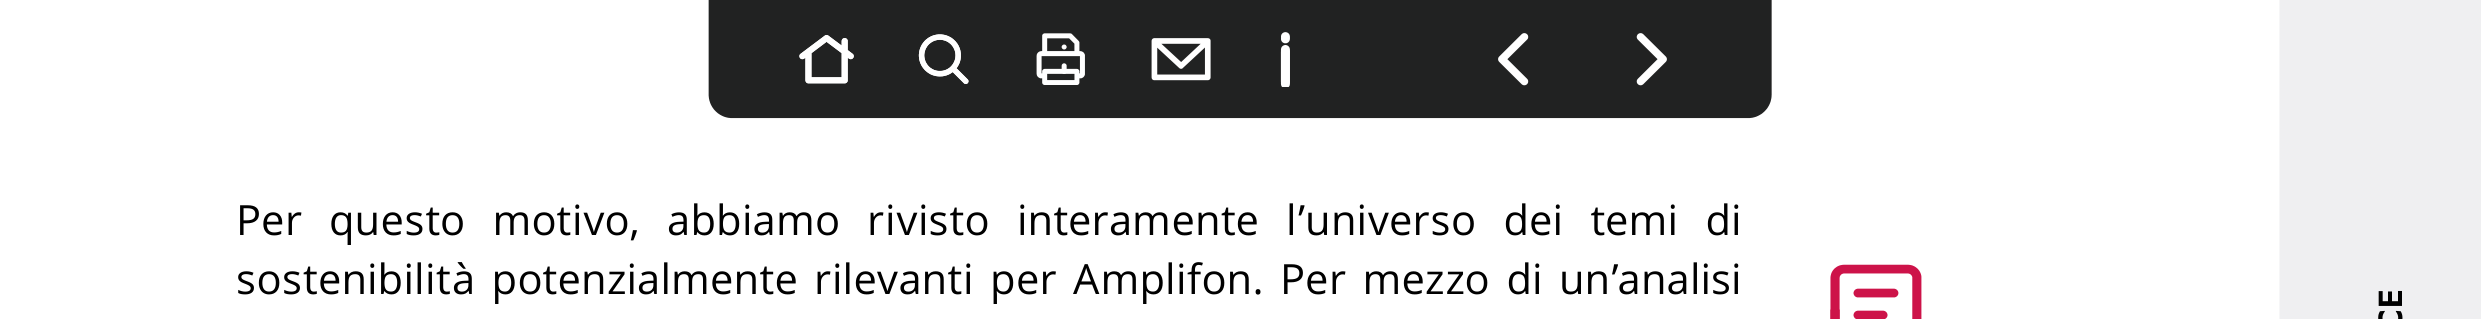 Per questo motivo, abbiamo rivisto interamente l’universo dei temi di
sostenibilità potenzialmente rilevanti per Amplifon. Per mezzo di un’analisi